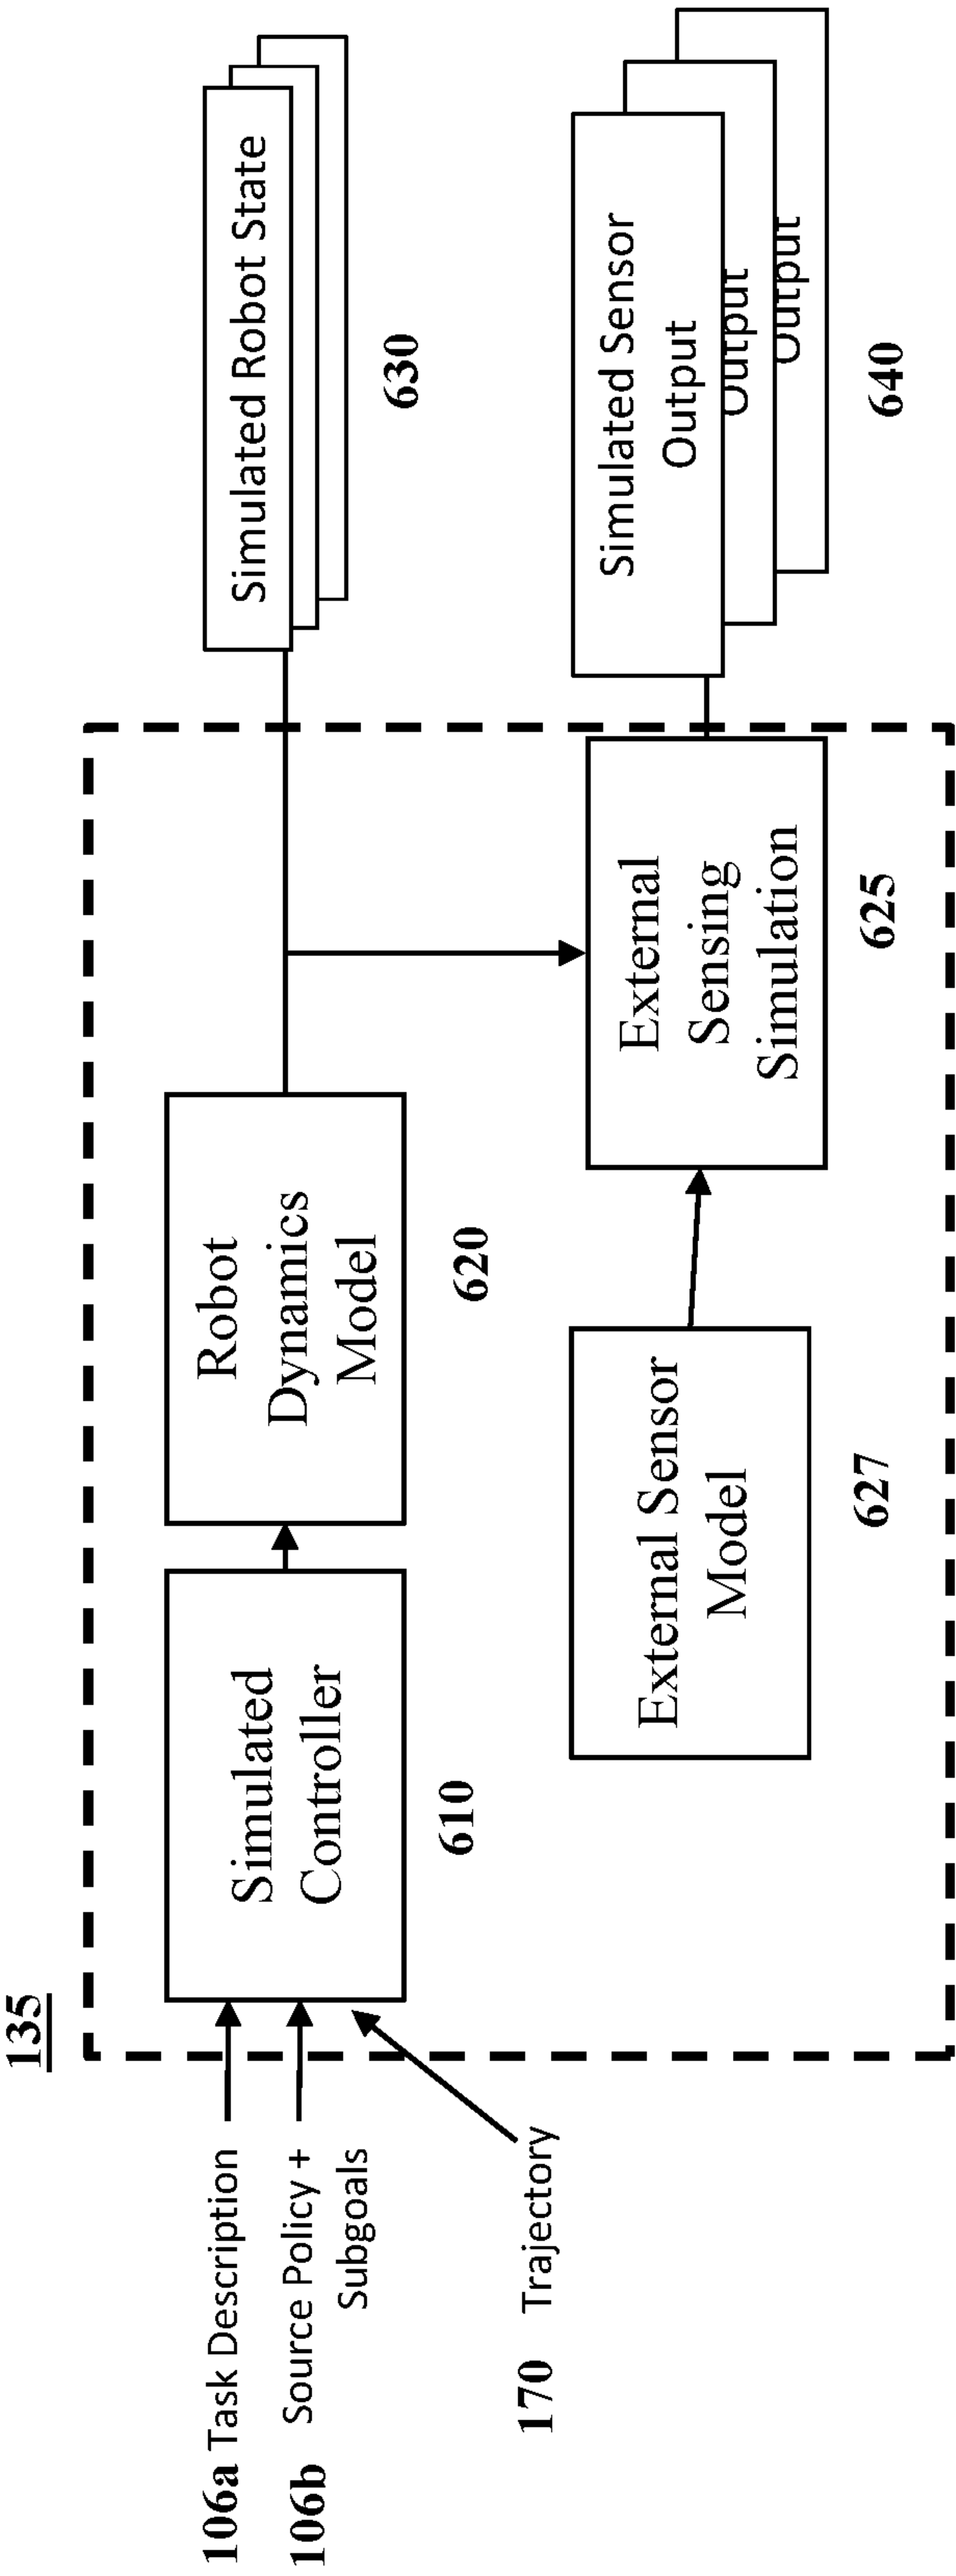 135
106a Task Description
106b Source Policy +
Subgoals
170 Trajectory
Simulated
Controller
610
Robot
Dynamics
Model
620
Simulated Robot State
630
External Sensor
Model
627
External
Sensing
Simulation
625
Simulated Sensor
Output
Output
Output
640